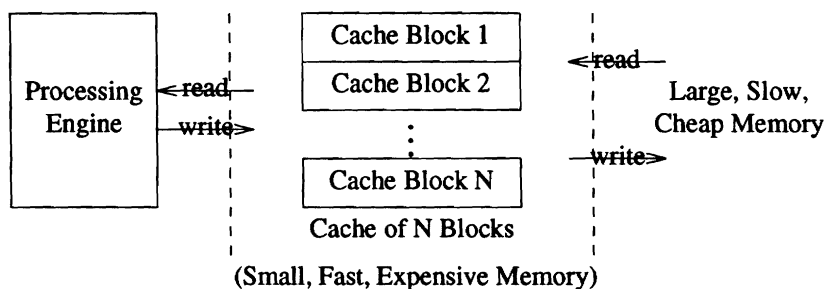 Cache Block 1
read
read
Processing
Engine
Cache Block 2
Large, Slow,
Cheap Memory
write
write
Cache Block N
Cache of N Blocks
(Small, Fast, Expensive Memory)